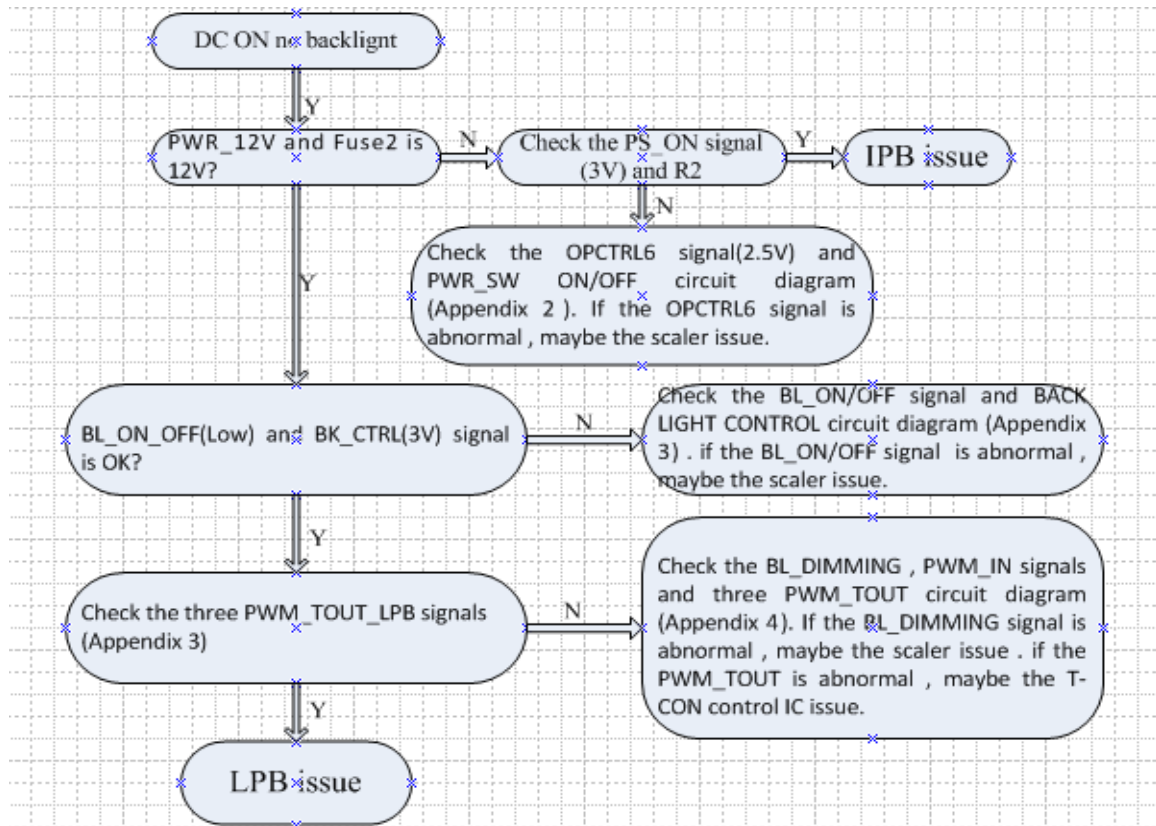 DC ON no backlignt
Y
PWR_12V and Fuse2 is
12V?
N
Check the PS_ON signal
(3V) and R2
Y
IPB issue
N
Check the OPCTRL6 signal(2.5V) and
PWR_SW ON/OFF circuit diagram
(Appendix 2 ). If the OPCTRL6 signal is
abnormal , maybe the scaler issue.
Y
BL_ON_OFF(Low) and BK_CTRL(3V) signal
is OK?
N
Check the BL_ON/OFF signal and BACK
LIGHT CONTROL circuit diagram (Appendix
3) . if the BL_ON/OFF signal is abnormal ,
maybe the scaler issue.
Y
Check the three PWM_TOUT_LPB signals
(Appendix 3)
N
Check the BL_DIMMING , PWM_IN signals
and three PWM_TOUT circuit diagram
(Appendix 4). If the BL_DIMMING signal is
abnormal , maybe the scaler issue . if the
PWM_TOUT is abnormal , maybe the T-
CON control IC issue.
Y
LPB issue